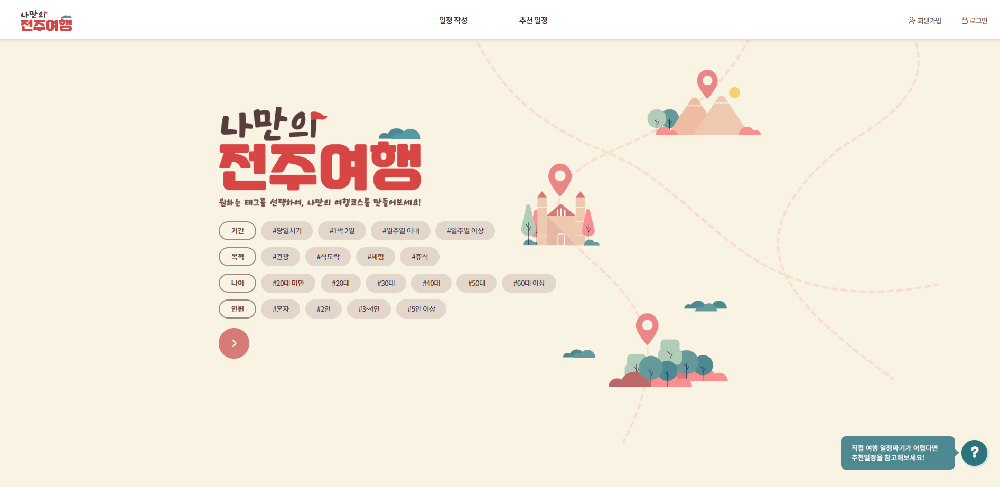 나만의
전주여행
일정 작성
추천 일정
회원가입
로그인
나만의
전주여행
원하는 태그를 선택하여, 나만의 여행코스를 만들어보세요!
기간 #당일치기 #1박 2일 #일주일 이내 #일주일 이상
목적 #관광 #식도락 #체험 #휴식
나이 #20대 미만 #20대 #30대 #40대 #50대 #60대 이상
인원 #혼자 #2인 #3~4인 #5인 이상
직접 여행 일정짜기가 어렵다면
추천일정을 참고해보세요!
?